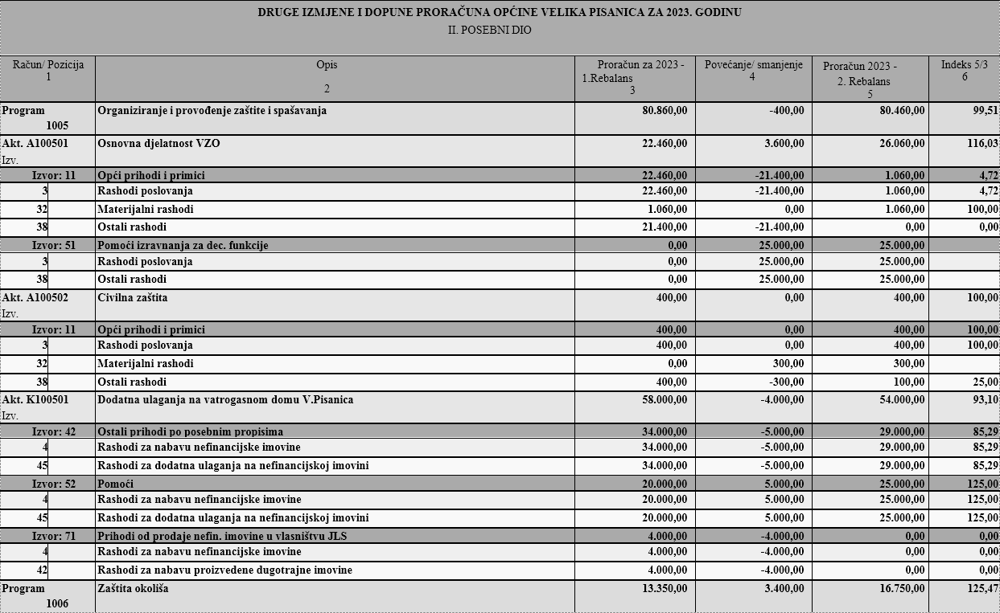 DRUGE IZMJENE I DOPUNE PRORAČUNA OPĆINE VELIKA PISANICA ZA 2023. GODINU
II. POSEBNI DIO
Račun/ Pozicija Opis Proračun za 2023 - Povećanje/ smanjenje Proračun 2023 - Indeks 5/3
1 2 1.Rebalans 4 2. Rebalans 6
3 5
Program Organiziranje i provođenje zaštite i spašavanja 80.860,00 -400,00 80.460,00 99,51
1005
Akt. A100501 Osnovna djelatnost VZO 22.460,00 3.600,00 26.060,00 116,03
Izv.
Izvor: 11 Opći prihodi i primici 22.460,00 -21.400,00 1.060,00 4,72
3 Rashodi poslovanja 22.460,00 -21.400,00 1.060,00 4,72
32 Materijalni rashodi 1.060,00 0,00 1.060,00 100,00
38 Ostali rashodi 21.400,00 -21.400,00 0,00 0,00
Izvor: 51 Pomoći izravnanja za dec. funkcije 0,00 25.000,00 25.000,00
3 Rashodi poslovanja 0,00 25.000,00 25.000,00
38 Ostali rashodi 0,00 25.000,00 25.000,00
Akt. A100502 Civilna zaštita 400,00 0,00 400,00 100,00
Izv.
Izvor: 11 Opći prihodi i primici 400,00 0,00 400,00 100,00
3 Rashodi poslovanja 400,00 0,00 400,00 100,00
32 Materijalni rashodi 0,00 300,00 300,00
38 Ostali rashodi 400,00 -300,00 100,00 25,00
Akt. K100501 Dodatna ulaganja na vatrogasnom domu V.Pisanica 58.000,00 -4.000,00 54.000,00 93,10
Izv.
Izvor: 42 Ostali prihodi po posebnim propisima 34.000,00 -5.000,00 29.000,00 85,29
4 Rashodi za nabavu nefinancijske imovine 34.000,00 -5.000,00 29.000,00 85,29
45 Rashodi za dodatna ulaganja na nefinancijskoj imovini 34.000,00 -5.000,00 29.000,00 85,29
Izvor: 52 Pomoći 20.000,00 5.000,00 25.000,00 125,00
4 Rashodi za nabavu nefinancijske imovine 20.000,00 5.000,00 25.000,00 125,00
45 Rashodi za dodatna ulaganja na nefinancijskoj imovini 20.000,00 5.000,00 25.000,00 125,00
Izvor: 71 Prihodi od prodaje nefin. imovine u vlasništvu JLS 4.000,00 -4.000,00 0,00 0,00
4 Rashodi za nabavu nefinancijske imovine 4.000,00 -4.000,00 0,00 0,00
42 Rashodi za nabavu proizvedene dugotrajne imovine 4.000,00 -4.000,00 0,00 0,00
Program Zaštita okoliša 13.350,00 3.400,00 16.750,00 125,47
1006